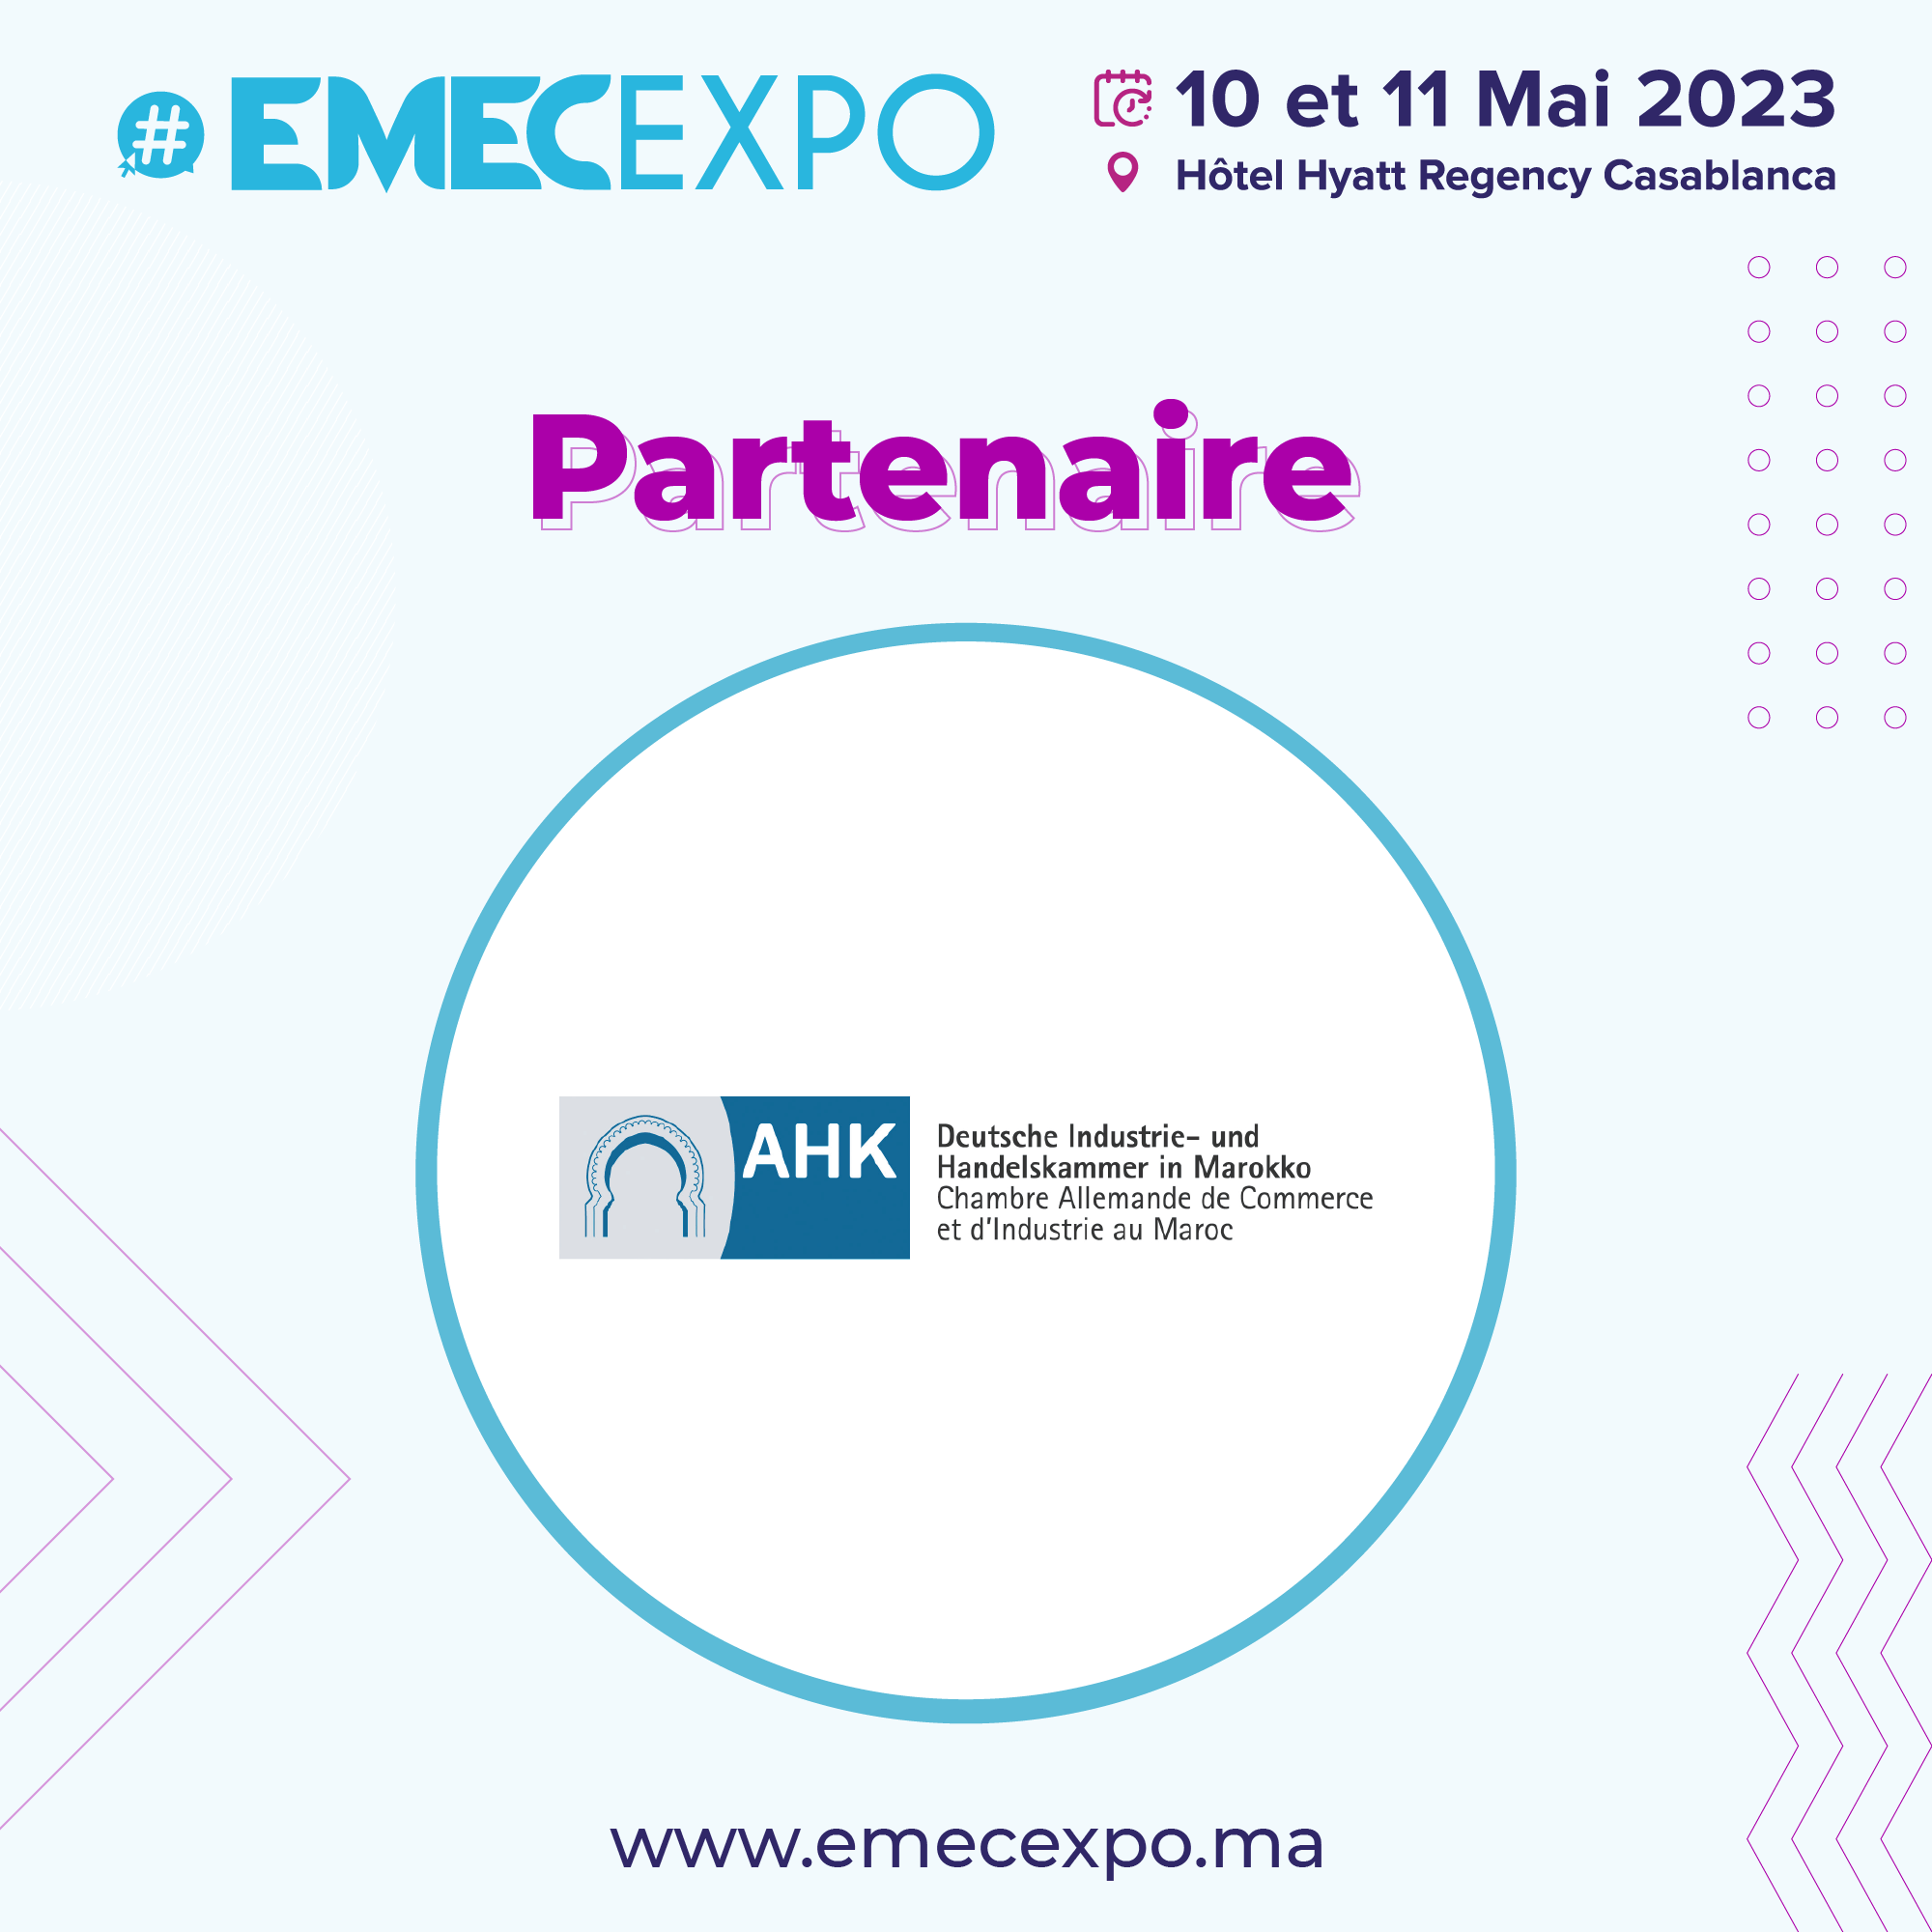 #EMECEXPO
10 et 11 Mai 2023
Hôtel Hyatt Regency Casablanca
Partenaire
AHK
Deutsche Industrie- und
Handelskammer in Marokko
Chambre Allemande de Commerce
et d'Industrie au Maroc
www.emecexpo.ma